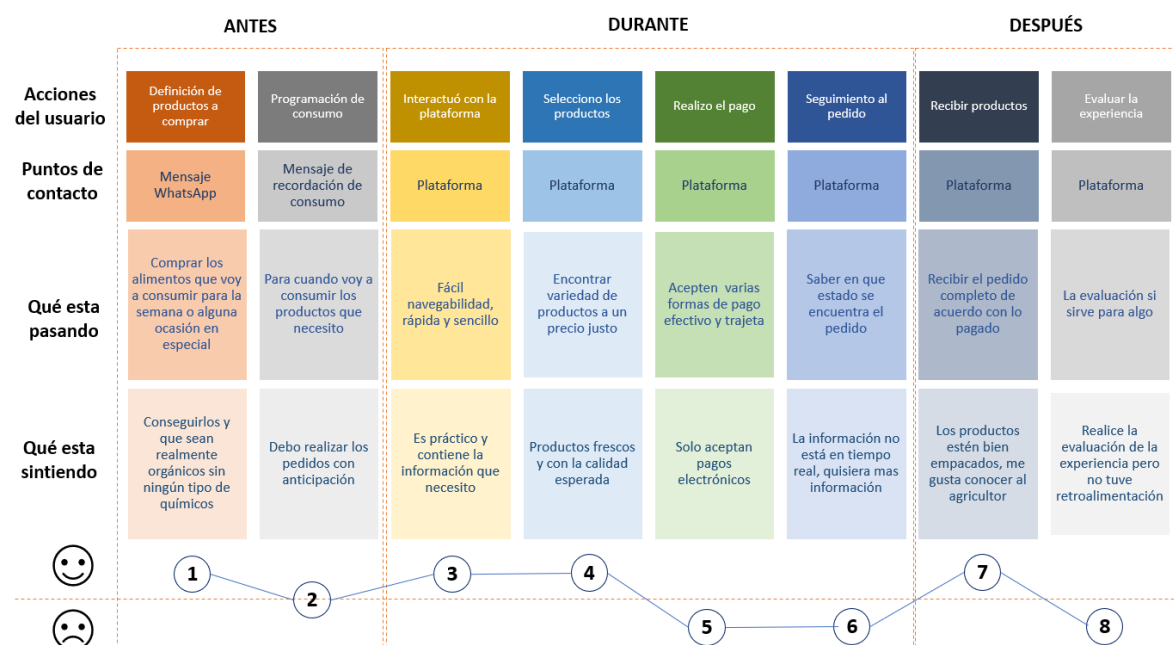 ANTES
DURANTE
DESPUÉS
Acciones
del usuario
Definición de
productos a
comprar
Programación de
consumo
Interactuó con la
plataforma
Selecciono los
productos
Realizo el pago
Seguimiento al
pedido
Recibir productos
Evaluar la
experiencia
Puntos de
contacto
Mensaje
WhatsApp
Mensaje de
recordación de
consumo
Plataforma
Plataforma
Plataforma
Plataforma
Plataforma
Plataforma
Qué esta
pasando
Comprar los
alimentos que voy
a consumir para la
semana o alguna
ocasión en
especial
Para cuando voy a
consumir los
productos que
necesito
Fácil
navegabilidad,
rápida y sencillo
Encontrar
variedad de
productos a un
precio justo
Acepten varias
formas de pago
efectivo y trajeta
Saber en que
estado se
encuentra el
pedido
Recibir el pedido
completo de
acuerdo con lo
pagado
La evaluación si
sirve para algo
Qué esta
sintiendo
Conseguirlos y
que sean
realmente
orgánicos sin
ningún tipo de
químicos
Debo realizar los
pedidos con
anticipación
Es práctico y
contiene la
información que
necesito
Productos frescos
y con la calidad
esperada
Solo aceptan
pagos
electrónicos
La información no
está en tiempo
real, quisiera mas
información
Los productos
estén bien
empacados, me
gusta conocer al
agricultor
Realice la
evaluación de la
experiencia pero
no tuve
retroalimentación
1
2
3
4
5
6
7
8